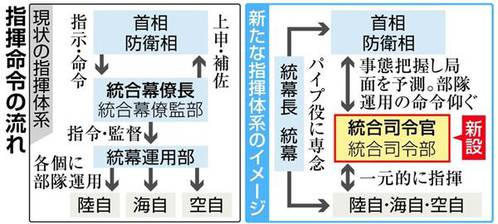 指揮命令の流れ
現状の指揮体系
首相
防衛相
指示・命令
上申・補佐
統合幕僚長
統合幕僚監部
指令・監督
統幕運用部
各個に
部隊運用
陸自
海自
空自
新たな指揮体系のイメージ
首相
防衛相
統幕長
統幕
パイプ役に専念
事態把握し局
面を予測。部隊
運用の命令仰ぐ
統合司令官
統合司令部
新設
一元的に指揮
陸自・海自・空自